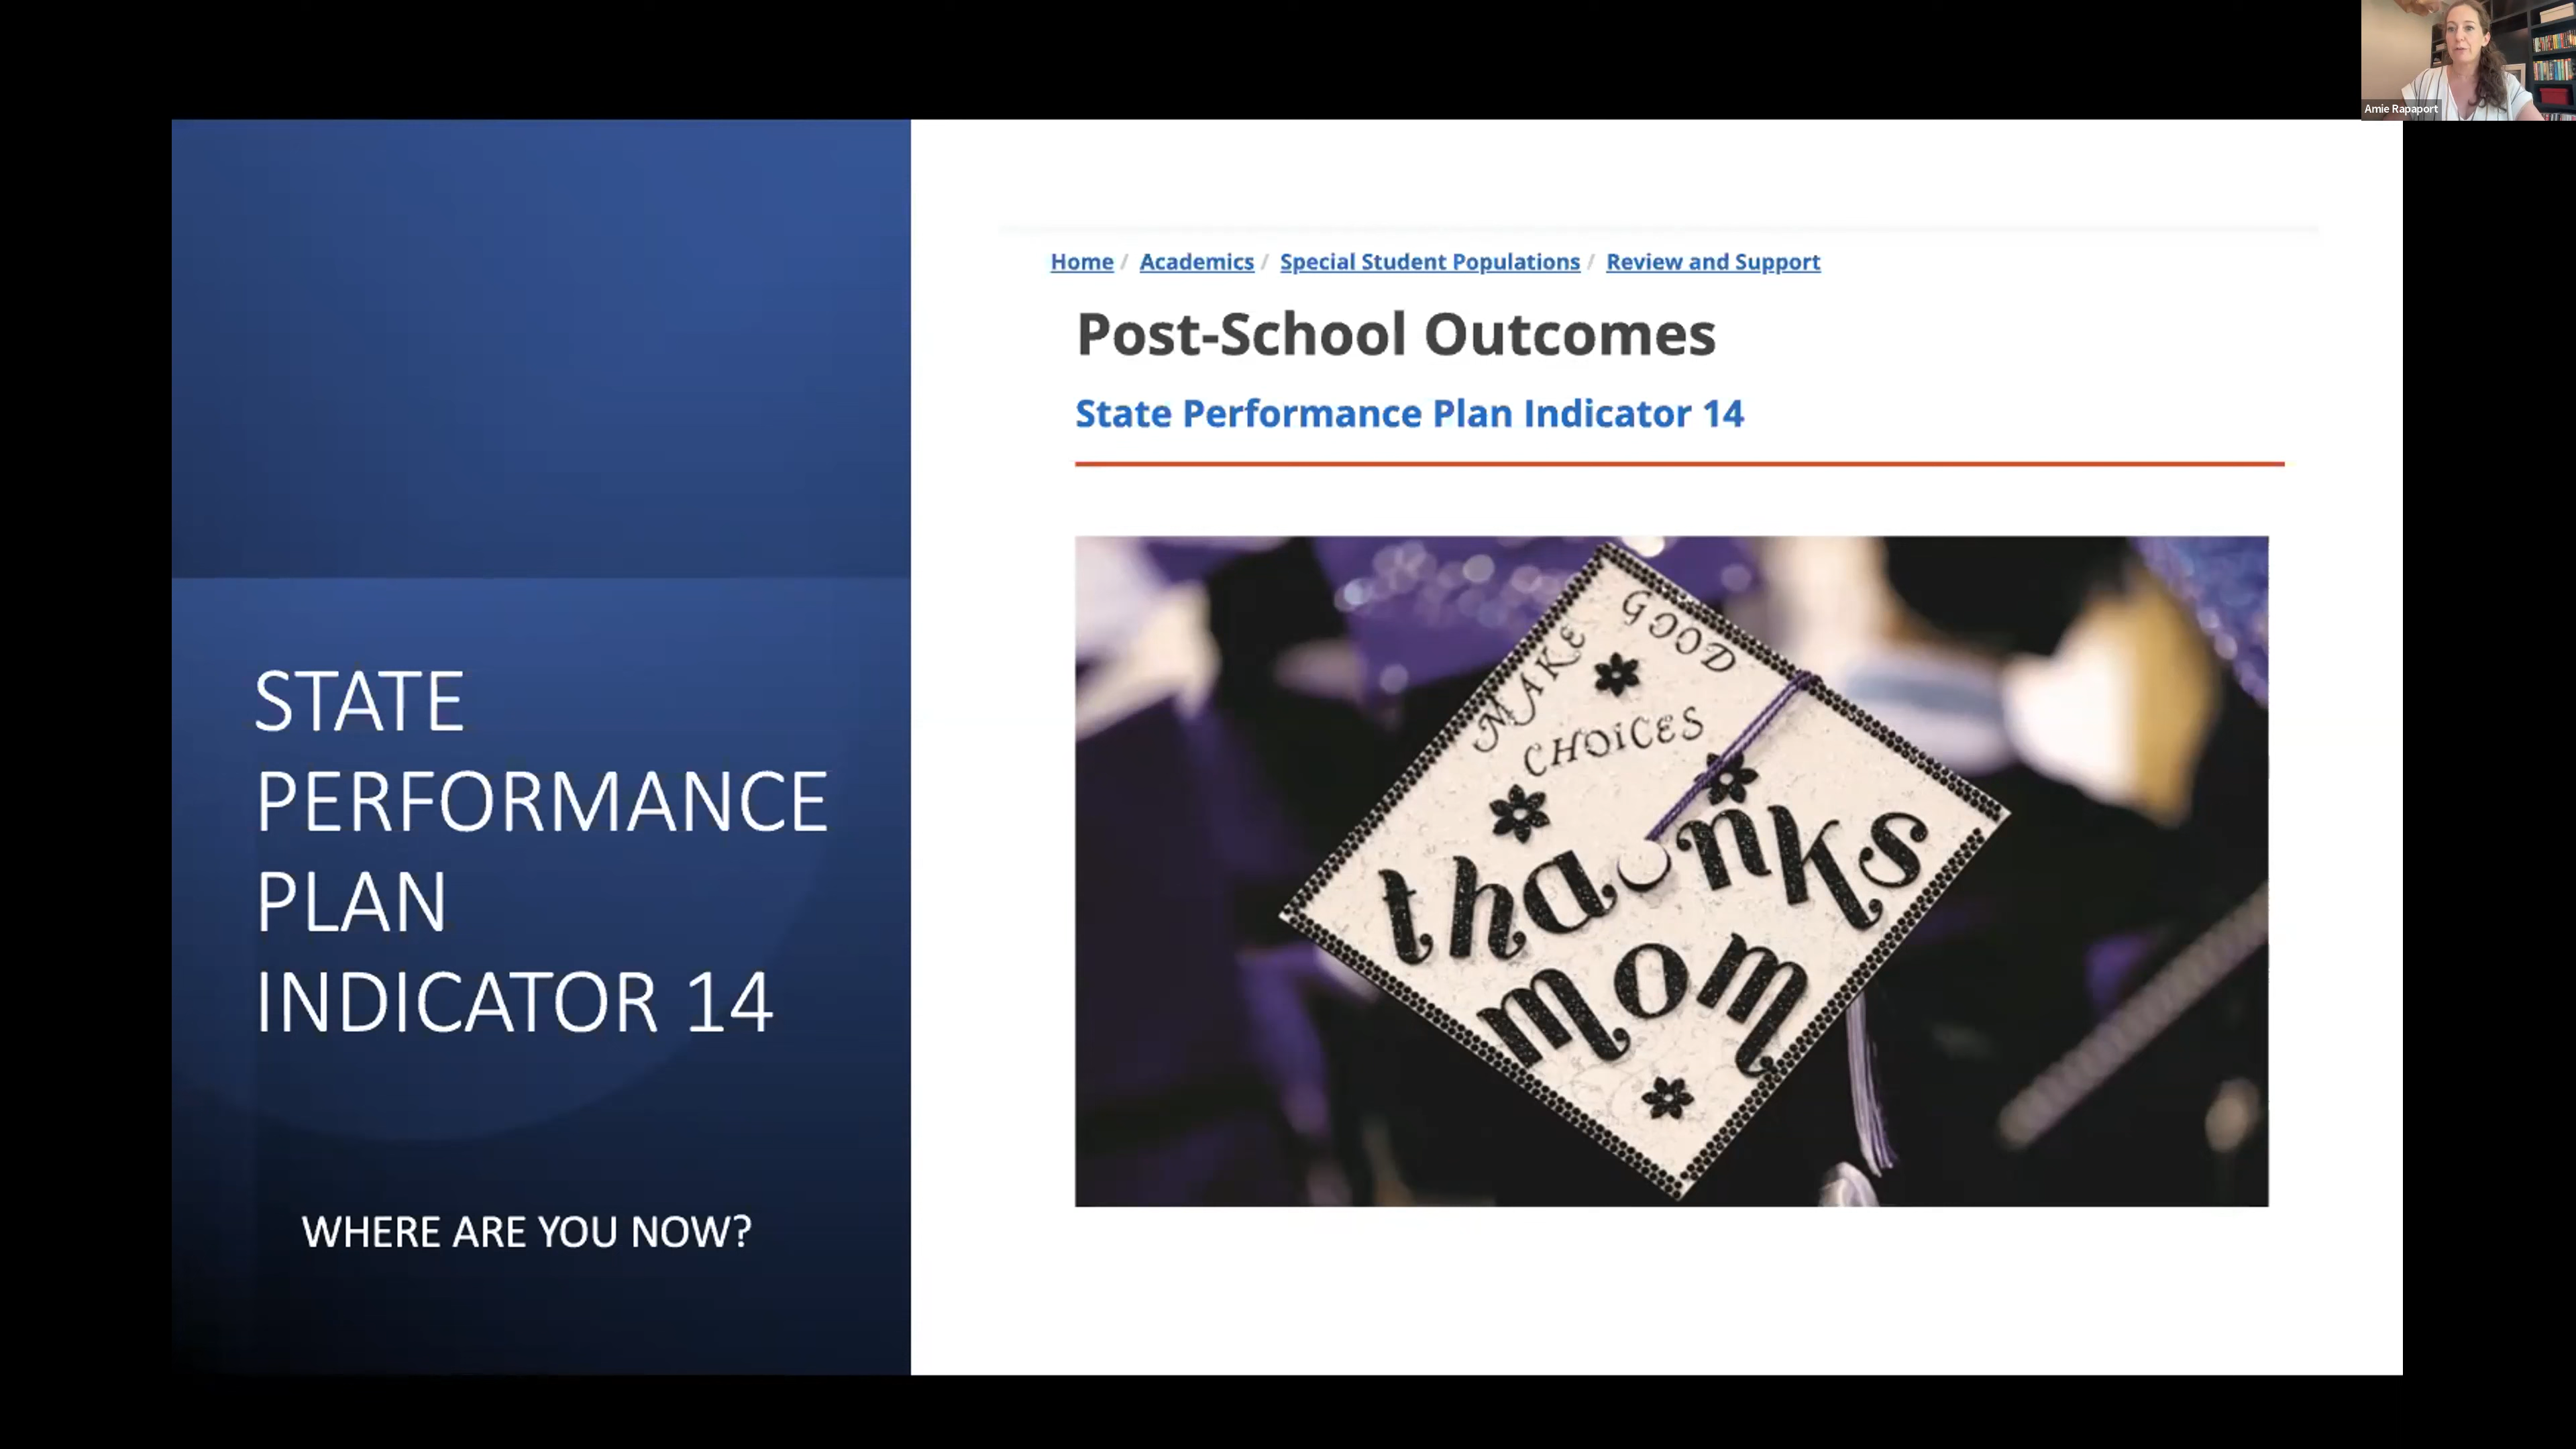 Amie Rapaport
STATE
PERFORMANCE
PLAN
INDICATOR 14
WHERE ARE YOU NOW?
Home / Academics / Special Student Populations / Review and Support
Post-School Outcomes
State Performance Plan Indicator 14
MAKE GOOD
CHOICES
thanks
mom